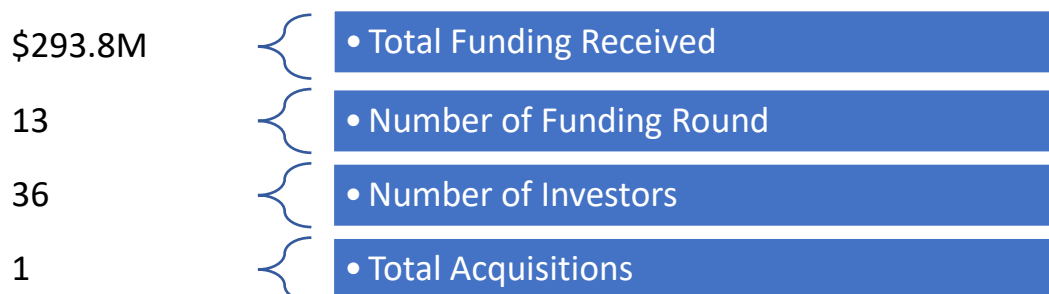 $293.8M • Total Funding Received
13 • Number of Funding Round
36 • Number of Investors
1 • Total Acquisitions